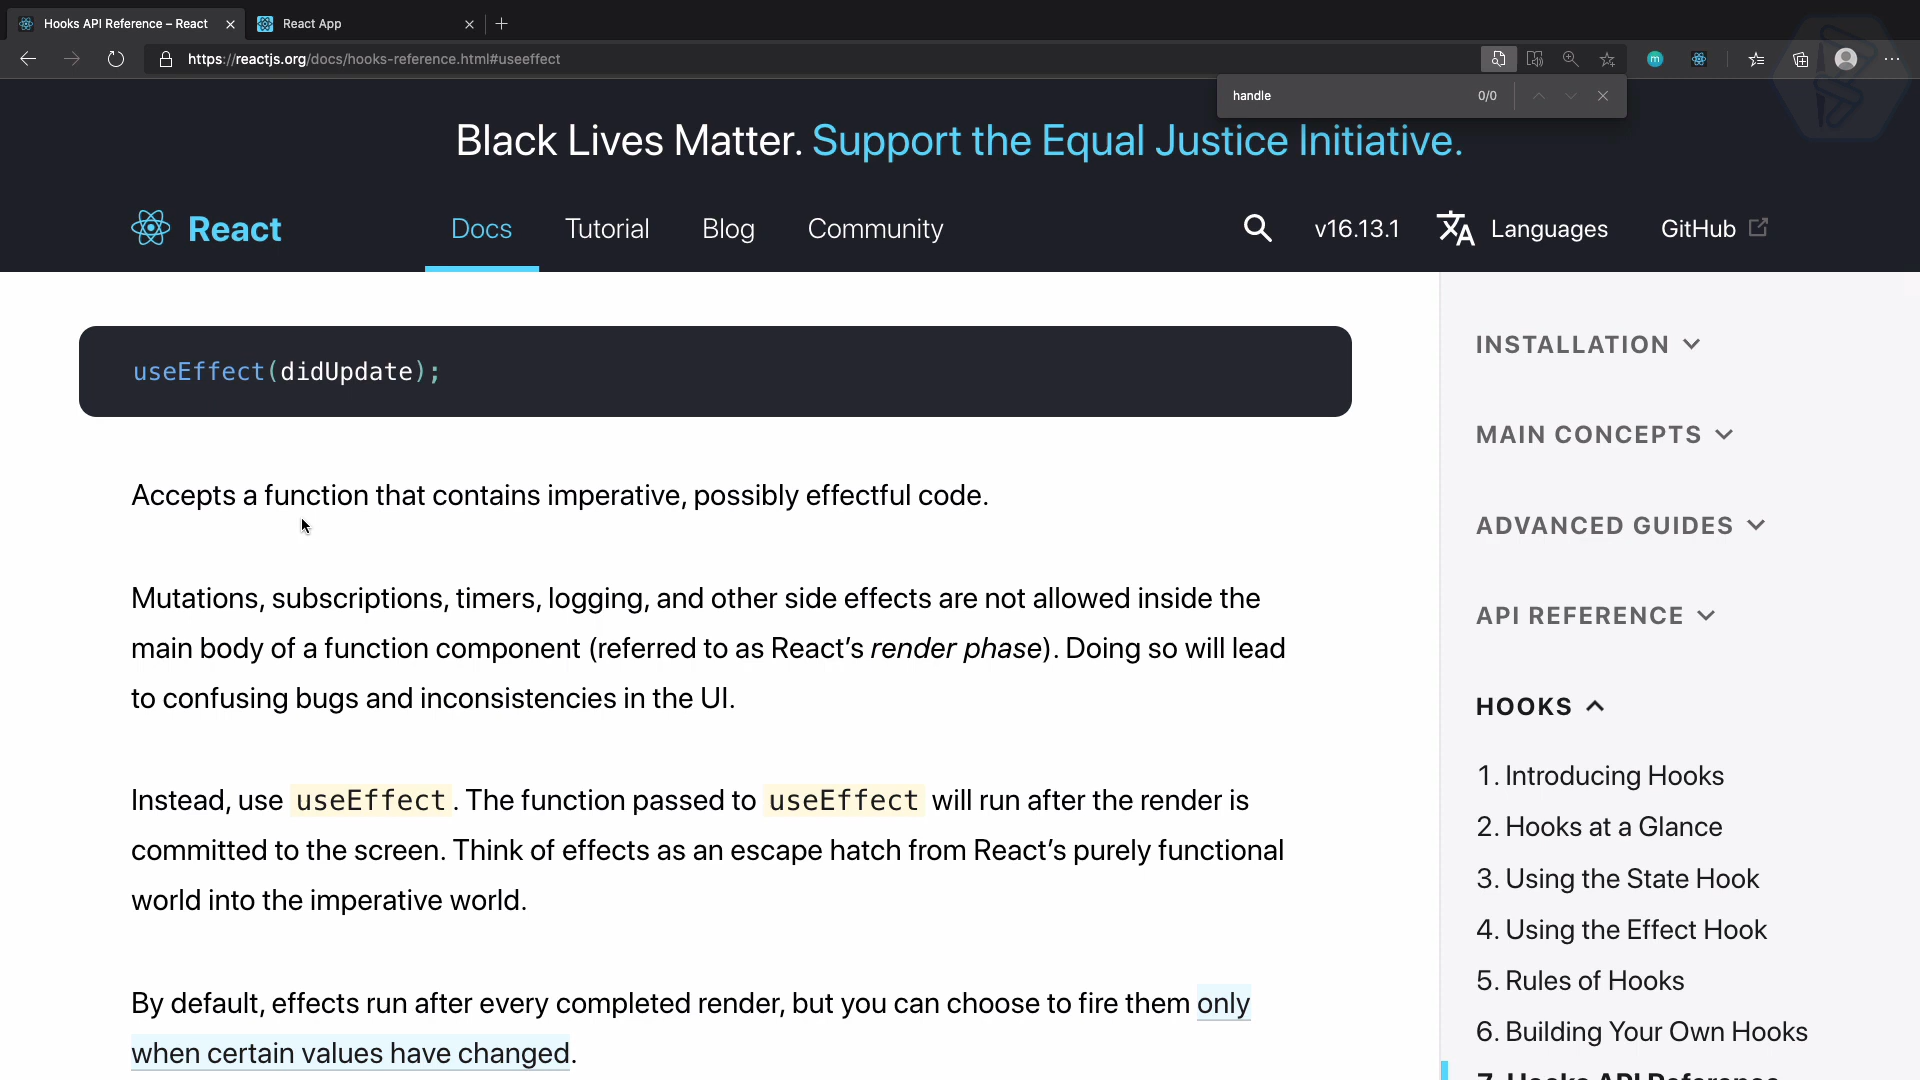 Hooks API Reference – React
React App
https://reactjs.org/docs/hooks-reference.html#useeffect
m
handle 0/0
Black Lives Matter. Support the Equal Justice Initiative.
React Docs Tutorial Blog Community v16.13.1 Languages GitHub
useEffect(didUpdate);
Accepts a function that contains imperative, possibly effectful code.
Mutations, subscriptions, timers, logging, and other side effects are not allowed inside the
main body of a function component (referred to as React’s render phase). Doing so will lead
to confusing bugs and inconsistencies in the UI.
Instead, use useEffect. The function passed to useEffect will run after the render is
committed to the screen. Think of effects as an escape hatch from React’s purely functional
world into the imperative world.
By default, effects run after every completed render, but you can choose to fire them only
when certain values have changed.
INSTALLATION
MAIN CONCEPTS
ADVANCED GUIDES
API REFERENCE
HOOKS
1. Introducing Hooks
2. Hooks at a Glance
3. Using the State Hook
4. Using the Effect Hook
5. Rules of Hooks
6. Building Your Own Hooks
7. Hooks API Reference